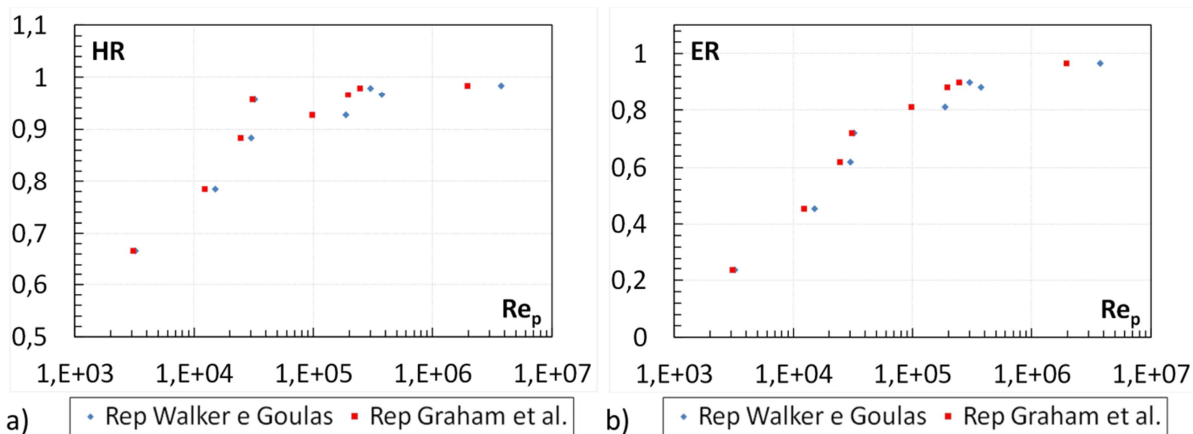 1,1
HR
1
0,9
0,8
0,7
0,6
Re_p
0,5
1,E+03 1,E+04 1,E+05 1,E+06 1,E+07
a)
Rep Walker e Goulas Rep Graham et al.
ER
1
0,8
0,6
0,4
0,2
Re_p
0
1,E+03 1,E+04 1,E+05 1,E+06 1,E+07
b)
Rep Walker e Goulas Rep Graham et al.